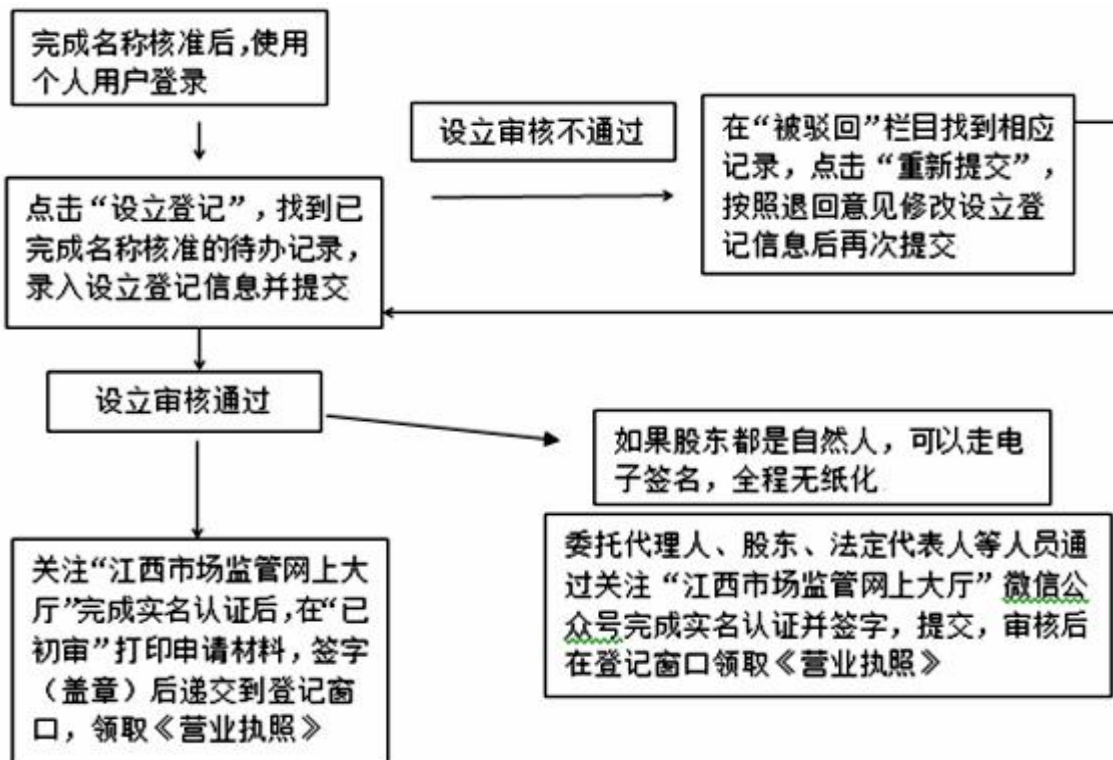 完成名称核准后,使用
个人用户登录
设立审核不通过
在“被驳回”栏目找到相应
记录，点击“重新提交”，
按照退回意见修改设立登
记信息后再次提交
点击“设立登记”,找到已
完成名称核准的待办记录,
录入设立登记信息并提交
设立审核通过
如果股东都是自然人，可以走电
子签名，全程无纸化
关注“江西市场监管网上大
厅”完成实名认证后,在“已
初审”打印申请材料，签字
（盖章）后递交到登记窗
口，领取《营业执照》
委托代理人、股东、法定代表人等人员通
过关注“江西市场监管网上大厅”微信公
众号完成实名认证并签字，提交，审核后
在登记窗口领取《营业执照》